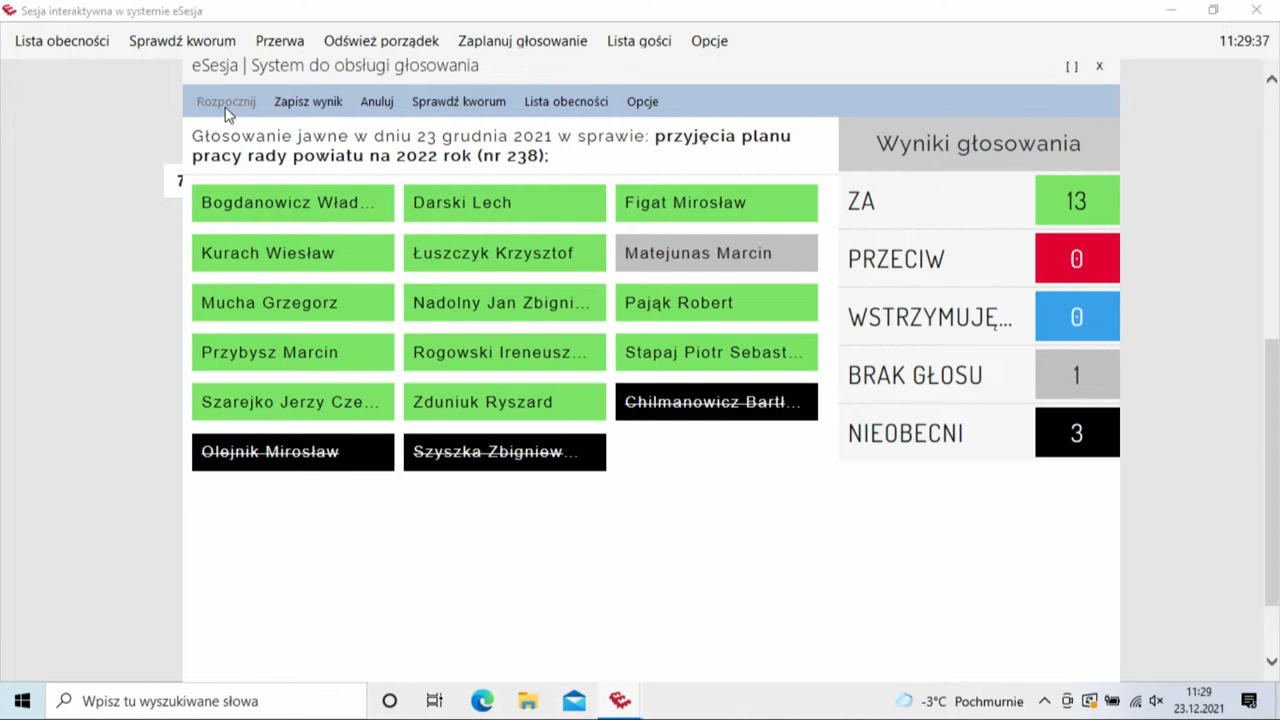 Sesja interaktywna w systemie eSesja
Lista obecności Sprawdź kworum Przerwa Odśwież porządek Zaplanuj głosowanie Lista gości Opcje 11:29:37
eSesja | System do obsługi głosowania [ ] X
Rozpocznij Zapisz wynik Anuluj Sprawdź kworum Lista obecności Opcje
Głosowanie jawne w dniu 23 grudnia 2021 w sprawie: przyjęcia planu
pracy rady powiatu na 2022 rok (nr 238);
7
Bogdanowicz Wład... Darski Lech Figat Mirosław
Kurach Wiesław Łuszczyk Krzysztof Matejunas Marcin
Mucha Grzegorz Nadolny Jan Zbigni... Pająk Robert
Przybysz Marcin Rogowski Ireneusz... Stapaj Piotr Sebast...
Szarejko Jerzy Cze... Zduniuk Ryszard Chilmanowicz Bartł...
Olejnik Mirosław Szyszka Zbigniew...
Wyniki głosowania
ZA 13
PRZECIW 0
WSTRZYMUJĘ... 0
BRAK GŁOSU 1
NIEOBECNI 3
Wpisz tu wyszukiwane słowa -3°C Pochmurnie 11:29
23.12.2021